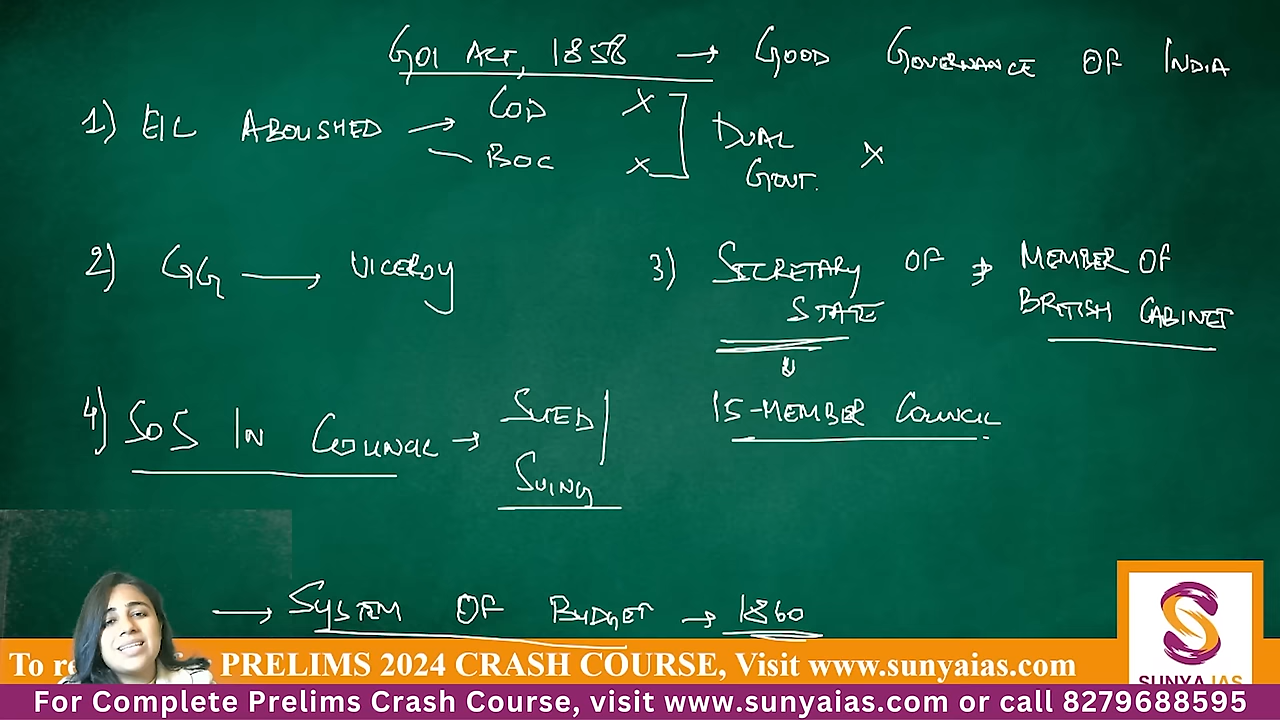 GOI ACT, 1858 → GOOD GOVERNANCE OF INDIA
1) EIC ABOLISHED → COD X
BOC X
DUAL GOVT. X
2) GG → VICEROY
3) SECRETARY OF STATE → MEMBER OF BRITISH CABINET
15-MEMBER COUNCIL
4) SOS IN COUNCIL → SUED/ SUING
→ SYSTEM OF BUDGET → 1860
To re PRELIMS 2024 CRASH COURSE, Visit www.sunyaias.com
SUNYA IAS
For Complete Prelims Crash Course, visit www.sunyaias.com or call 8279688595